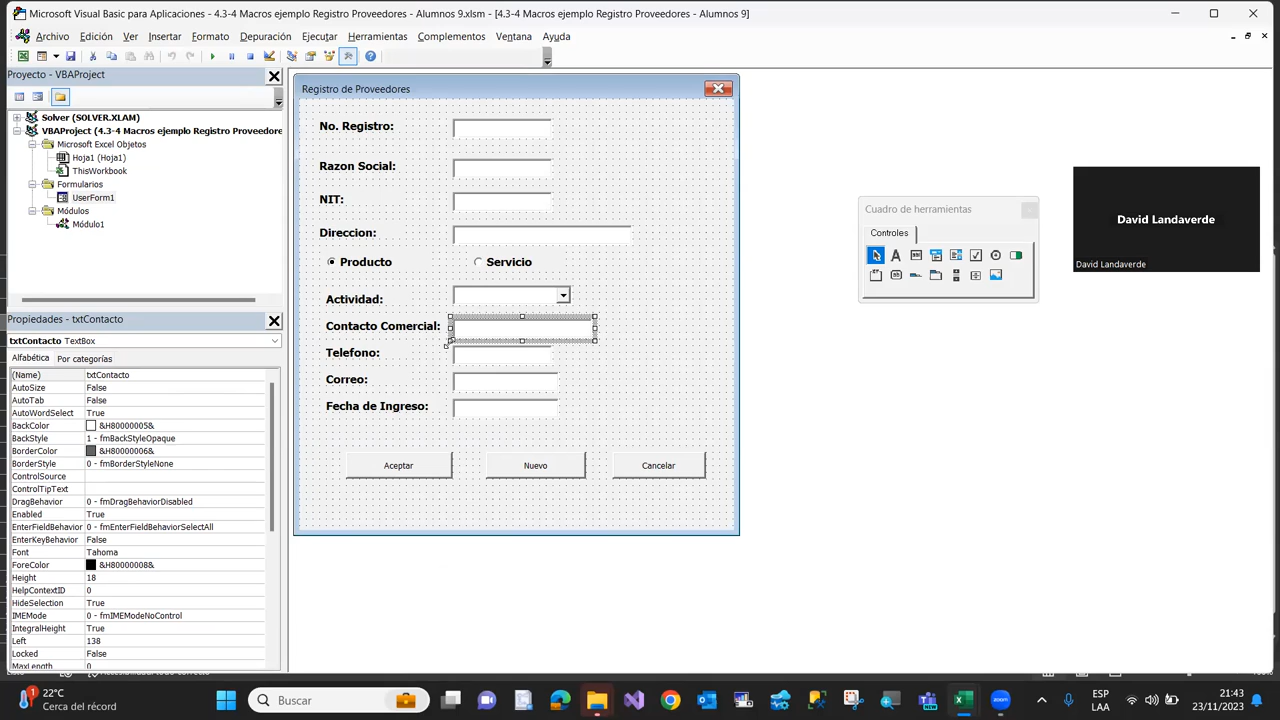 Microsoft Visual Basic para Aplicaciones - 4.3-4 Macros ejemplo Registro Proveedores - Alumnos 9.xlsm - [4.3-4 Macros ejemplo Registro Proveedores - Alumnos 9]
Archivo Edición Ver Insertar Formato Depuración Ejecutar Herramientas Complementos Ventana Ayuda
Proyecto - VBAProject
Solver (SOLVER.XLAM)
VBAProject (4.3-4 Macros ejemplo Registro Proveedore
Microsoft Excel Objetos
Hoja1 (Hoja1)
ThisWorkbook
Formularios
UserForm1
Módulos
Módulo1
Propiedades - txtContacto
txtContacto TextBox
Alfabética Por categorías
(Name) txtContacto
AutoSize False
AutoTab False
AutoWordSelect True
BackColor &H80000005&
BackStyle 1 - fmBackStyleOpaque
BorderColor &H80000006&
BorderStyle 0 - fmBorderStyleNone
ControlSource
ControlTipText
DragBehavior 0 - fmDragBehaviorDisabled
Enabled True
EnterFieldBehavior 0 - fmEnterFieldBehaviorSelectAll
EnterKeyBehavior False
Font Tahoma
ForeColor &H80000008&
Height 18
HelpContextID 0
HideSelection True
IMEMode 0 - fmIMEModeNoControl
IntegralHeight True
Left 138
Locked False
MaxLength 0
Registro de Proveedores
No. Registro:
Razon Social:
NIT:
Direccion:
Producto Servicio
Actividad:
Contacto Comercial:
Telefono:
Correo:
Fecha de Ingreso:
Aceptar Nuevo Cancelar
Cuadro de herramientas
Controles
David Landaverde
David Landaverde
22°C
Cerca del récord
Buscar
ESP
LAA
21:43
23/11/2023